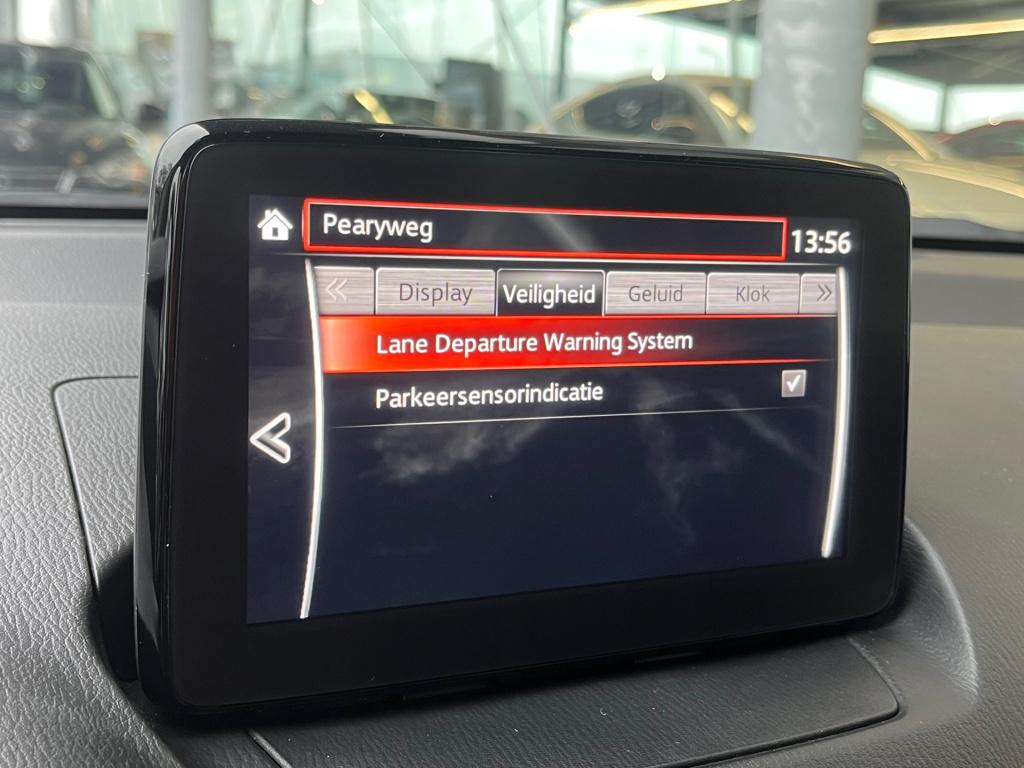 Pearyweg
13:56
Display Veiligheid Geluid Klok
Lane Departure Warning System
Parkeersensorindicatie